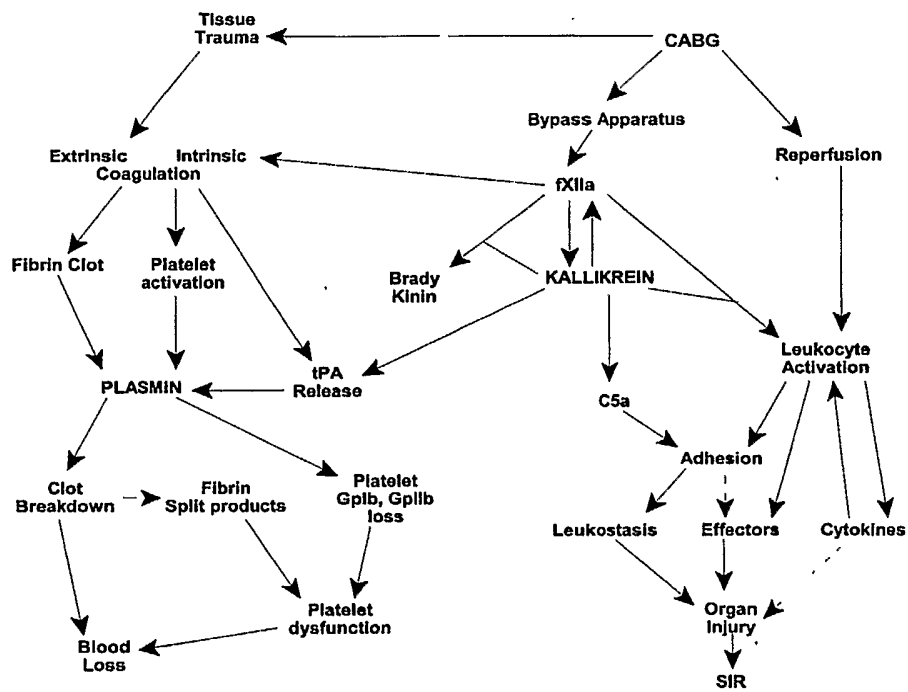 Tissue
Trauma
CABG
Bypass Apparatus
Extrinsic
Intrinsic
Coagulation
Reperfusion
fXIIa
Fibrin Clot
Platelet
activation
Brady
Kinin
KALLIKREIN
Leukocyte
Activation
PLASMIN
tPA
Release
C5a
Adhesion
Clot
Breakdown
Fibrin
Split products
Platelet
GpIb, GpIIb
loss
Leukostasis
Effectors
Cytokines
Platelet
dysfunction
Organ
Injury
Blood
Loss
SIR